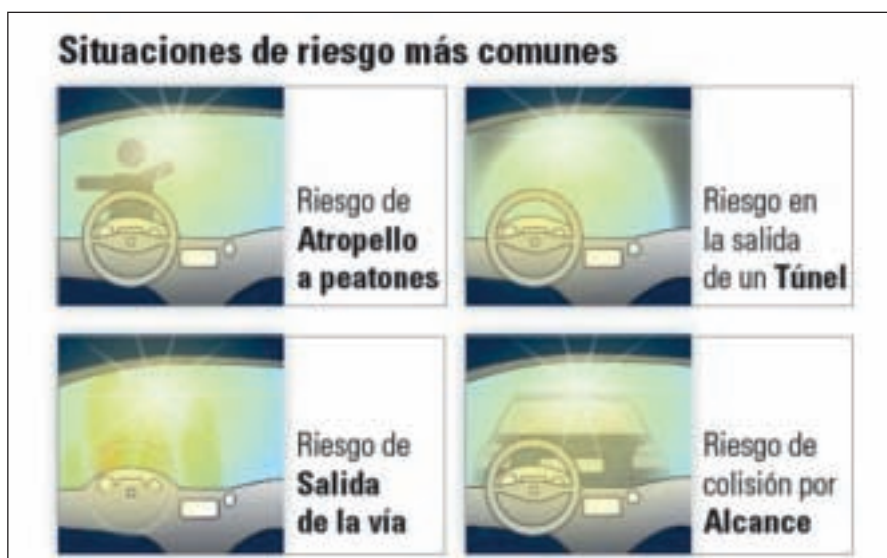 Situaciones de riesgo más comunes
Riesgo de
Atropello
a peatones
Riesgo en
la salida
de un Túnel
Riesgo de
Salida
de la vía
Riesgo de
colisión por
Alcance